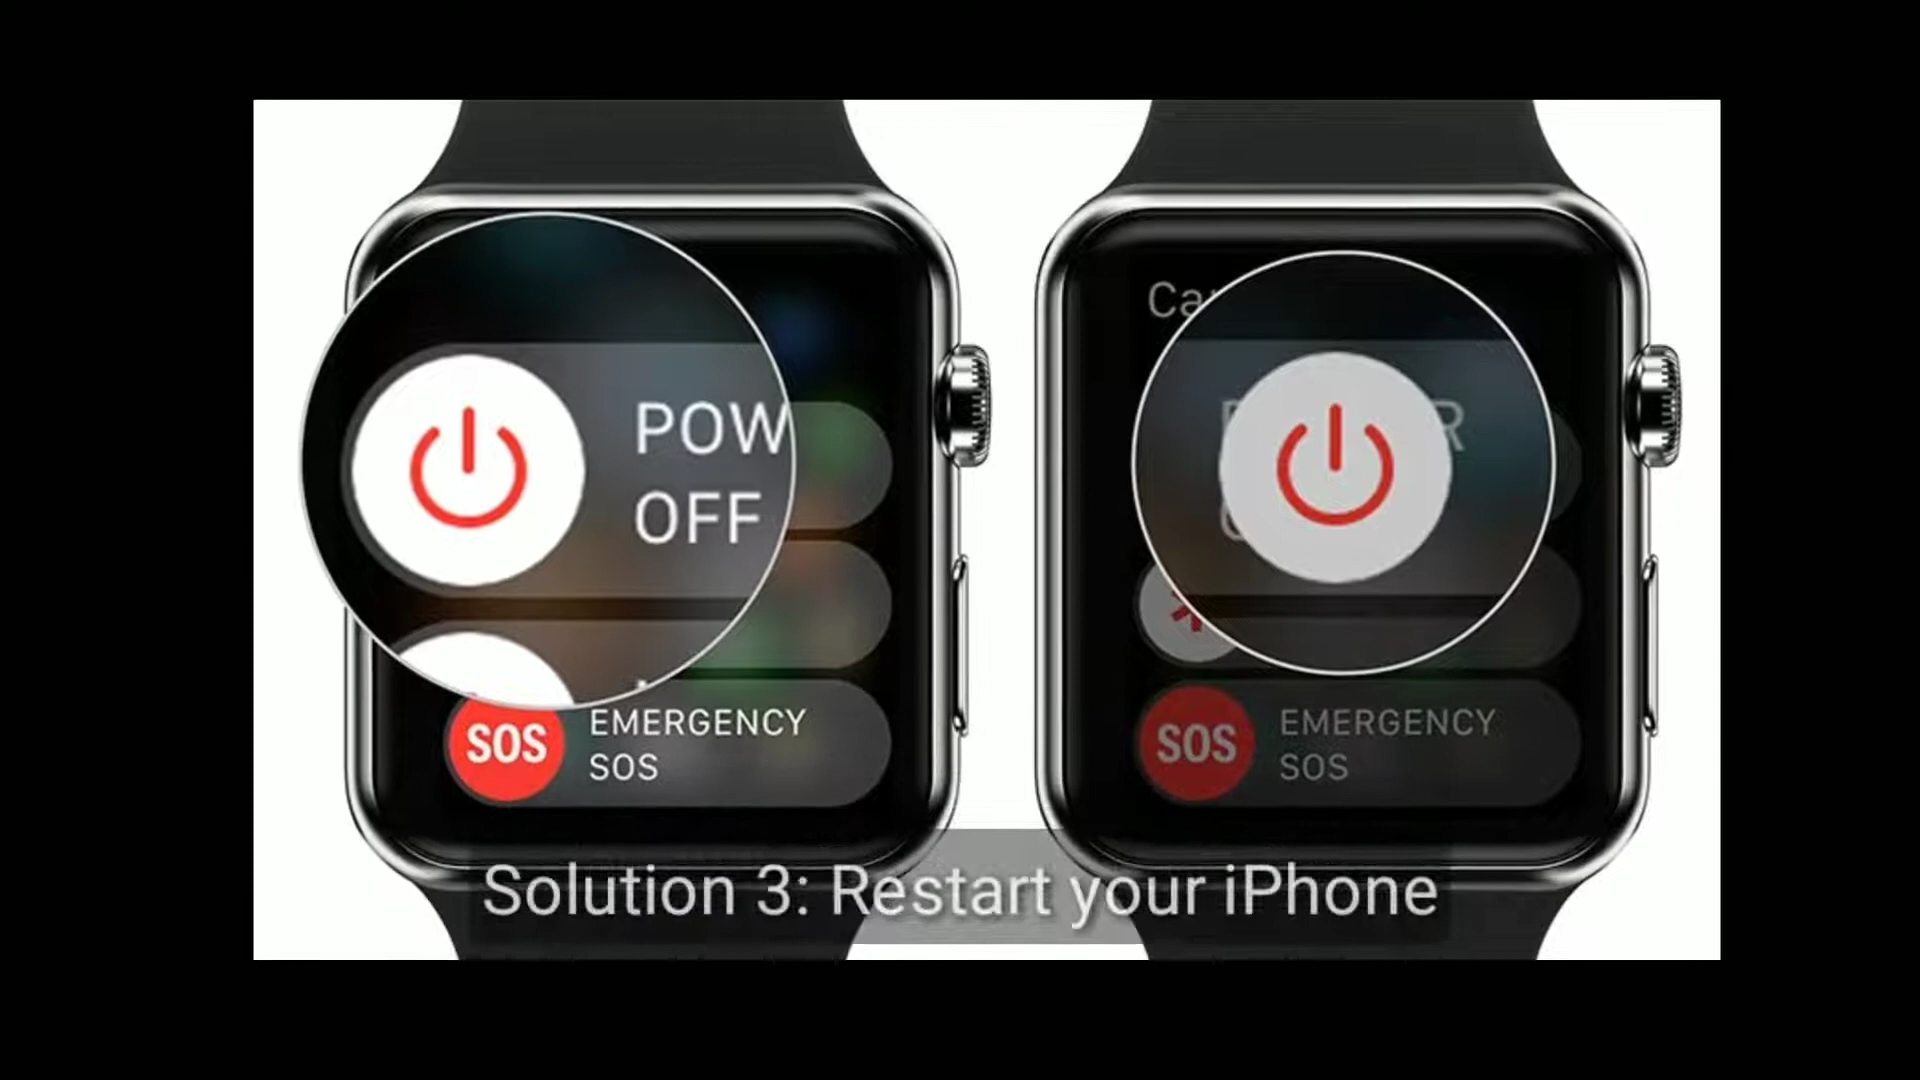 POW
OFF
SOS
EMERGENCY
SOS
SOS
EMERGENCY
SOS
Solution 3: Restart your iPhone